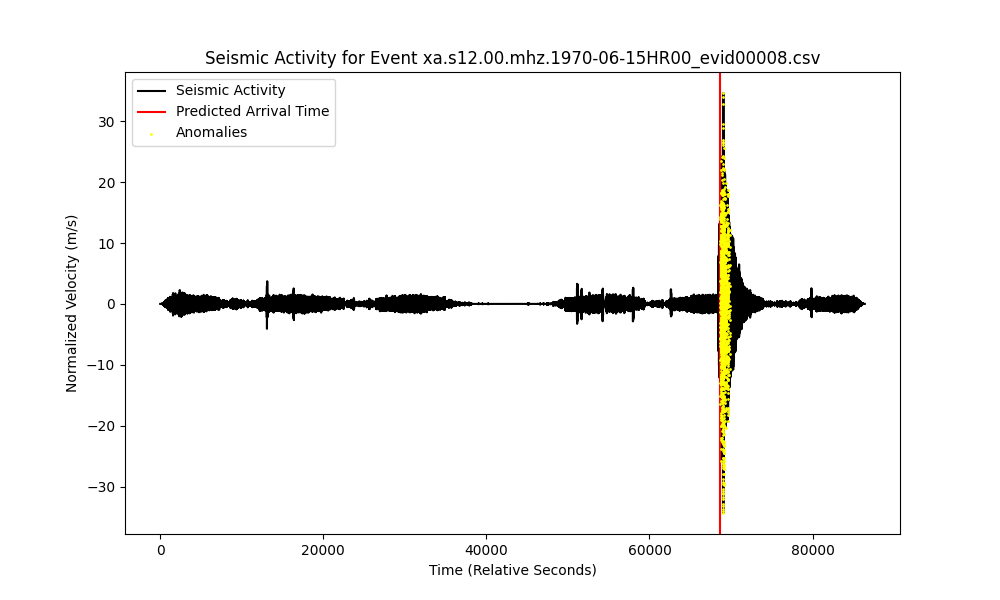 Seismic Activity for Event xa.s12.00.mhz.1970-06-15HR00_evid00008.csv
Seismic Activity
Predicted Arrival Time
Anomalies
Normalized Velocity (m/s)
30
20
10
0
−10
−20
−30
0 20000 40000 60000 80000
Time (Relative Seconds)